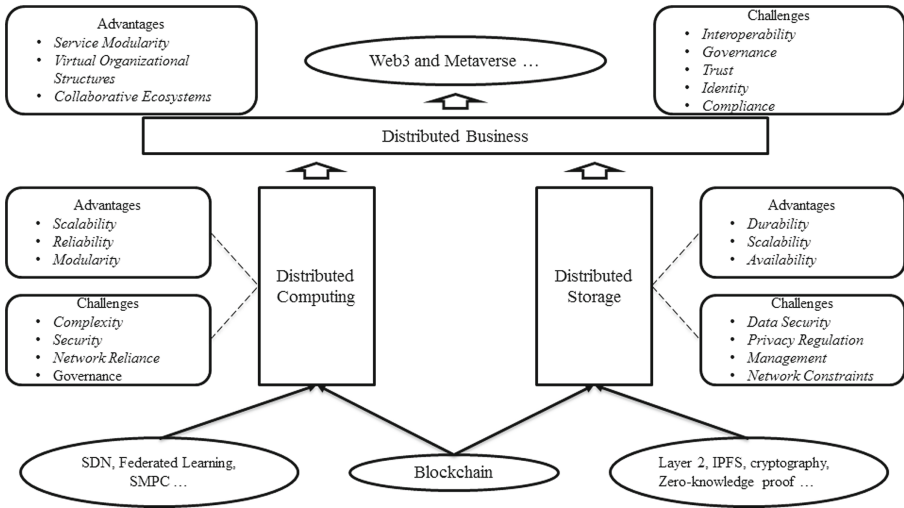 Advantages
• Service Modularity
• Virtual Organizational
Structures
• Collaborative Ecosystems
Web3 and Metaverse …
Challenges
• Interoperability
• Governance
• Trust
• Identity
• Compliance
Distributed Business
Advantages
• Scalability
• Reliability
• Modularity
Challenges
• Complexity
• Security
• Network Reliance
• Governance
Distributed
Computing
Distributed
Storage
Advantages
• Durability
• Scalability
• Availability
Challenges
• Data Security
• Privacy Regulation
• Management
• Network Constraints
SDN, Federated Learning,
SMPC …
Blockchain
Layer 2, IPFS, cryptography,
Zero-knowledge proof …